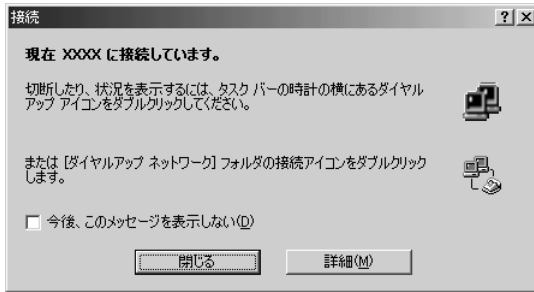 接続
現在 XXXX に接続しています。
切断したり、状況を表示するには、タスク バーの時計の横にあるダイヤル
アップ アイコンをダブルクリックしてください。
または [ダイヤルアップ ネットワーク] フォルダの接続アイコンをダブルクリック
します。
今後、このメッセージを表示しない(D)
閉じる
詳細(M)